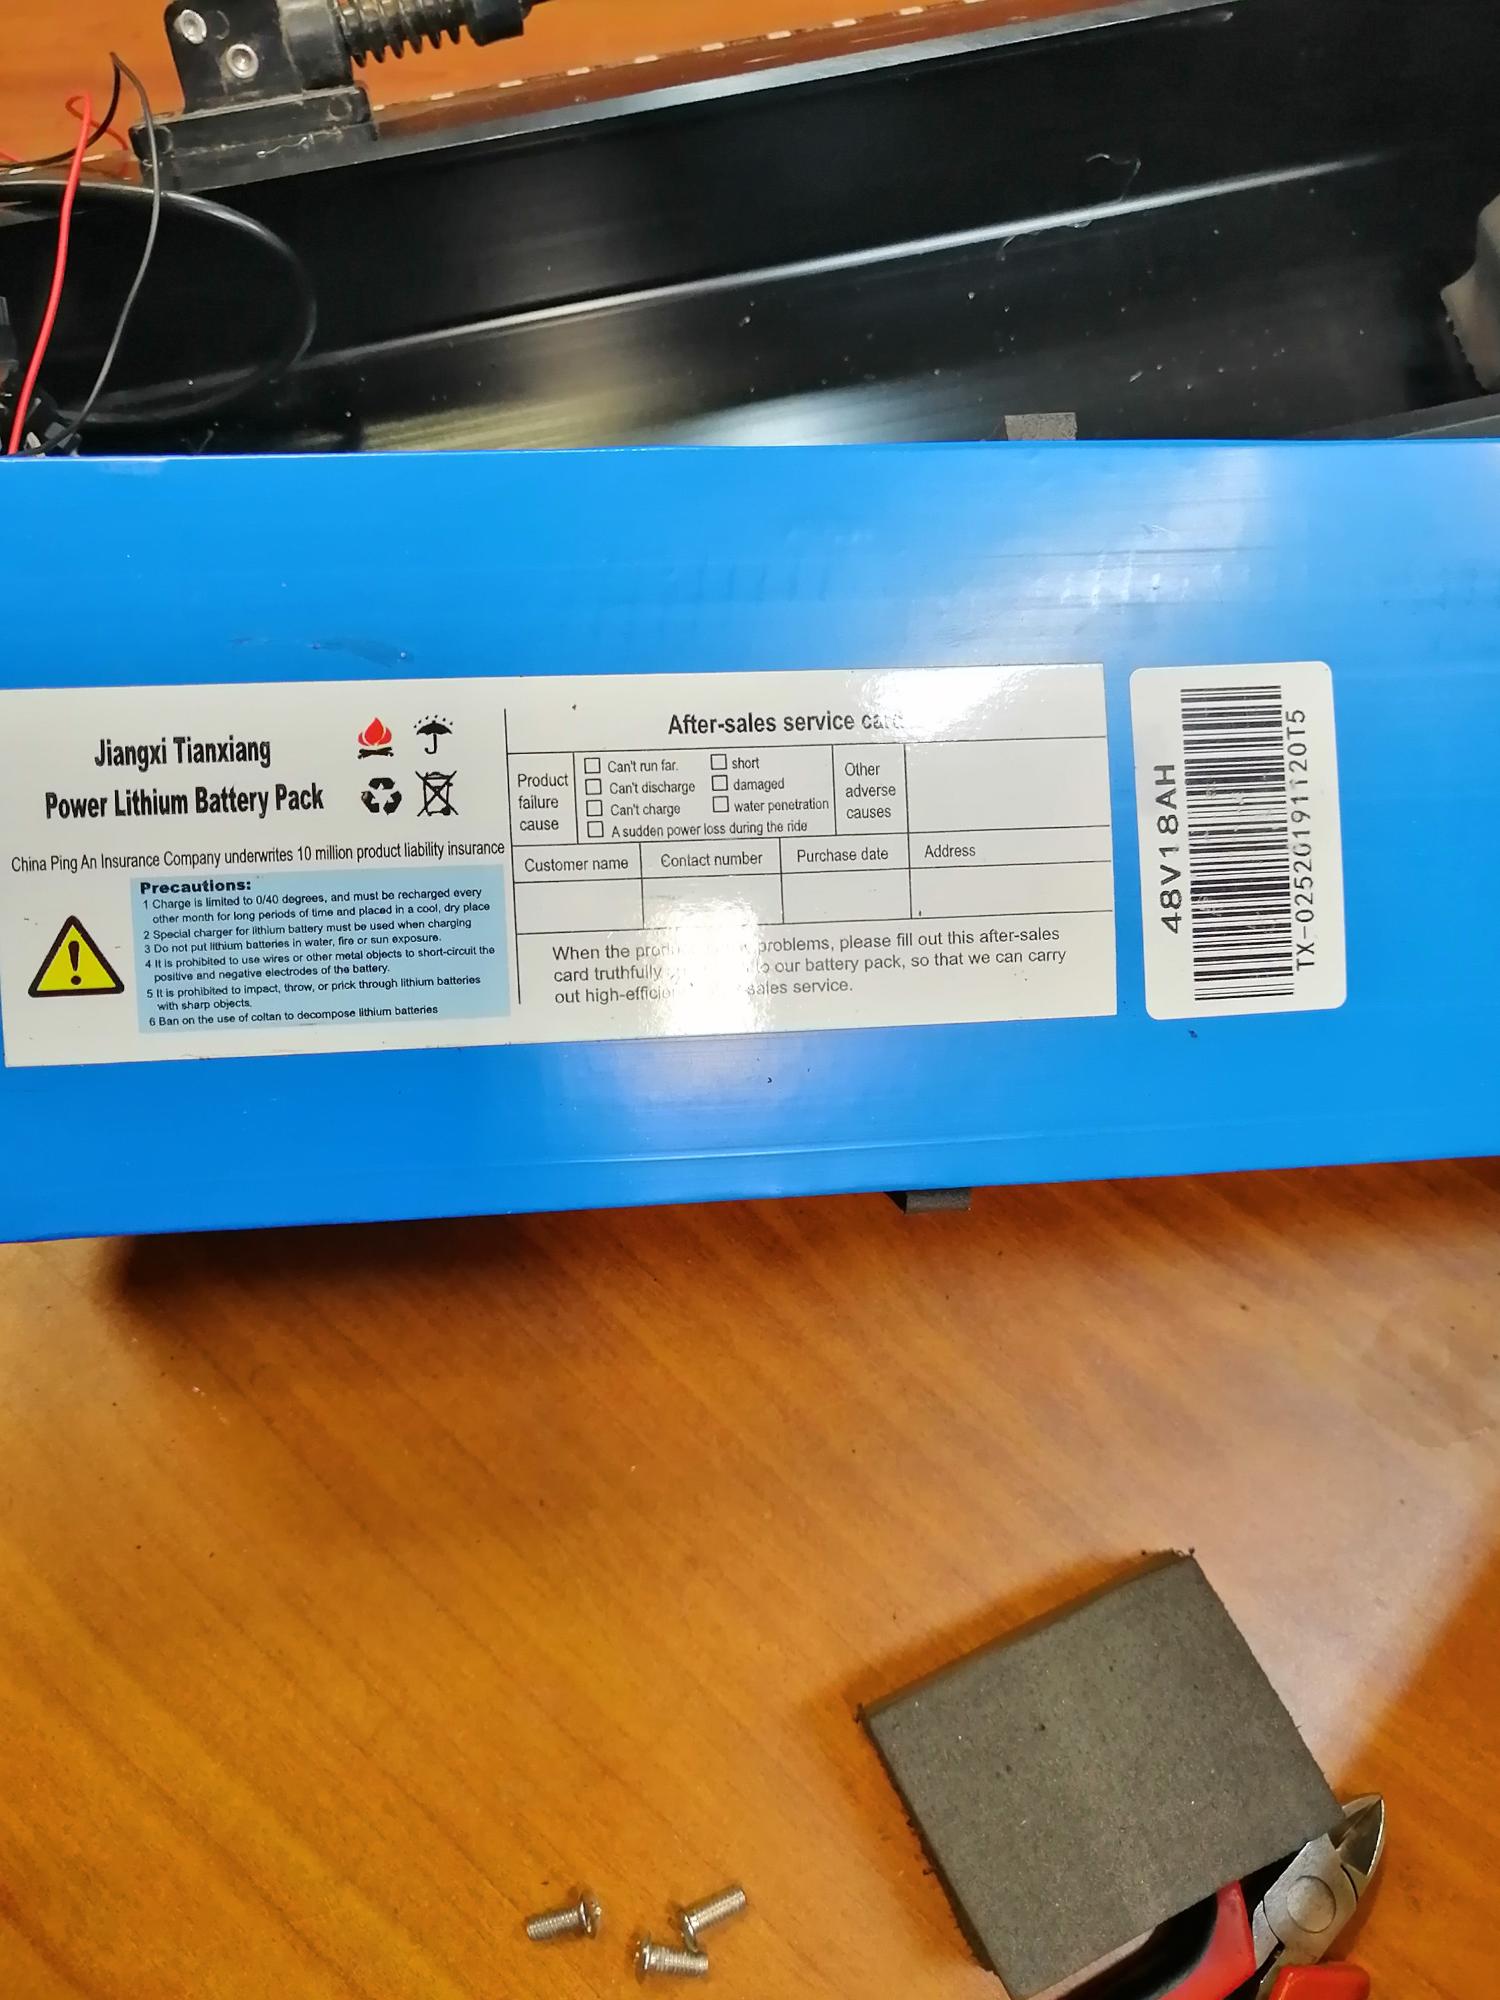 Jiangxi Tianxiang
Power Lithium Battery Pack
China Ping An Insurance Company underwrites 10 million product liability insurance
Precautions:
1 Charge is limited to 0/40 degrees, and must be recharged every
other month for long periods of time and placed in a cool, dry place
2 Special charger for lithium battery must be used when charging
3 Do not put lithium batteries in water, fire or sun exposure.
4 It is prohibited to use wires or other metal objects to short-circuit the
positive and negative electrodes of the battery.
5 It is prohibited to impact, throw, or prick through lithium batteries
with sharp objects.
6 Ban on the use of coltan to decompose lithium batteries
After-sales service card
Product
failure
cause
Can't run far.
short
Can't discharge
damaged
Can't charge
water penetration
A sudden power loss during the ride
Other
adverse
causes
Customer name
Contact number
Purchase date
Address
When the problems, please fill out this after-sales
card truthfully our battery pack, so that we can carry
out sales service.
48V18AH
TX-02520191120T5